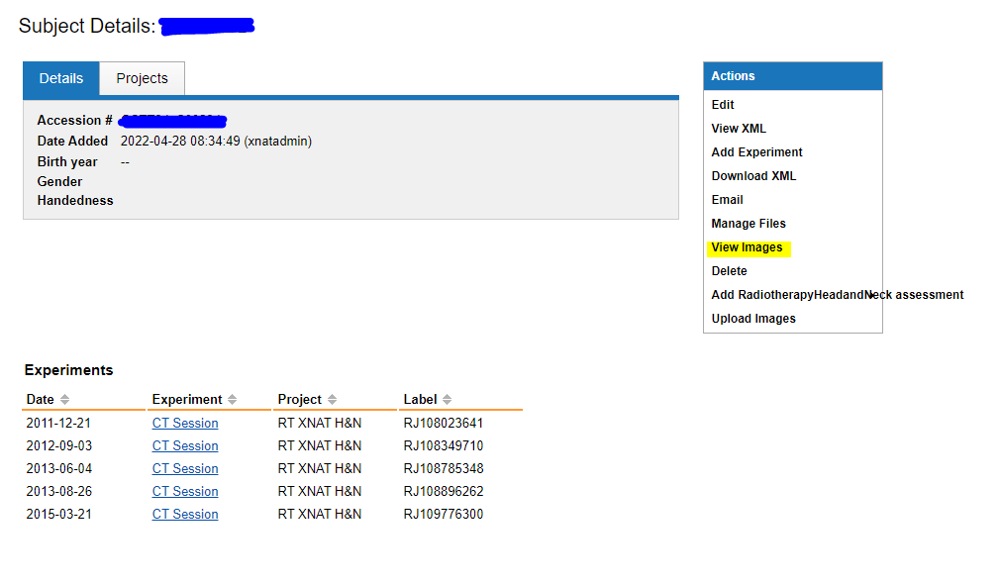 Subject Details:
Details Projects
Accession #
Date Added 2022-04-28 08:34:49 (xnatadmin)
Birth year --
Gender
Handedness
Actions
Edit
View XML
Add Experiment
Download XML
Email
Manage Files
View Images
Delete
Add RadiotherapyHeadandNeck assessment
Upload Images
Experiments
Date Experiment Project Label
2011-12-21 CT Session RT XNAT H&N RJ108023641
2012-09-03 CT Session RT XNAT H&N RJ108349710
2013-06-04 CT Session RT XNAT H&N RJ108785348
2013-08-26 CT Session RT XNAT H&N RJ108896262
2015-03-21 CT Session RT XNAT H&N RJ109776300